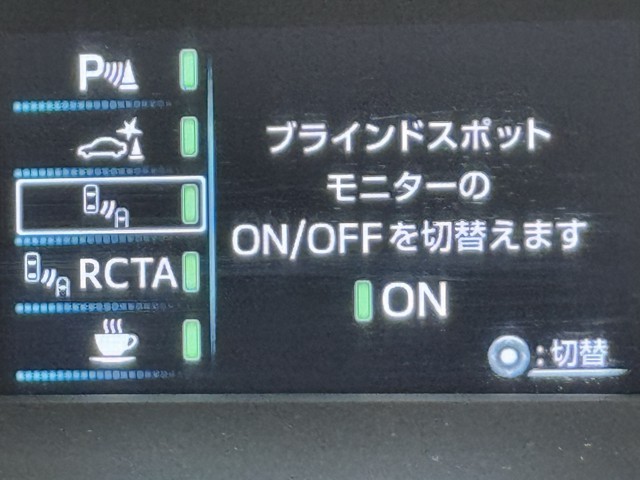 P
RCTA
ブラインドスポット
モニターの
ON/OFFを切替えます
ON
:切替